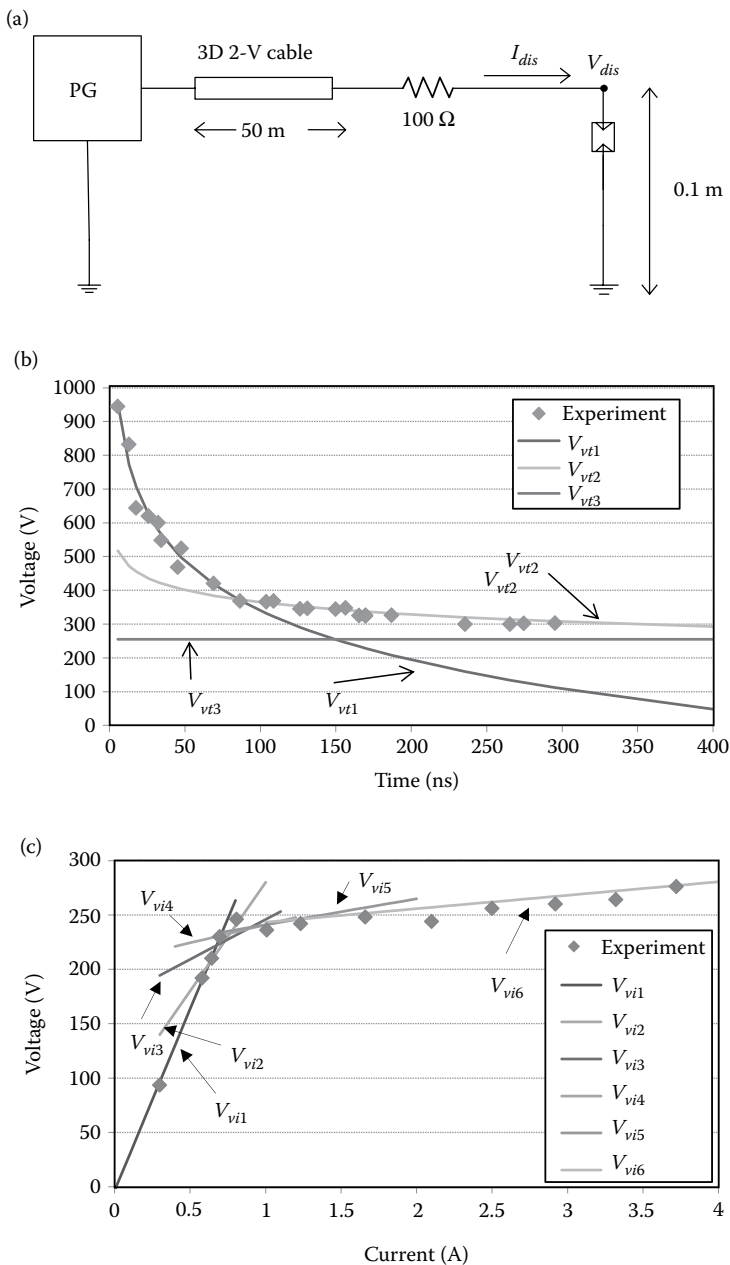 (a)
3D 2-V cable
I_dis
V_dis
PG
50 m
100 Ω
0.1 m
(b)
1000
900
800
700
600
500
400
300
200
100
0
Voltage (V)
Experiment
V_vt1
V_vt2
V_vt3
V_vt2
V_vt2
V_vt3
V_vt1
0 50 100 150 200 250 300 350 400
Time (ns)
(c)
300
250
200
150
100
50
0
Voltage (V)
V_vi4
V_vi5
V_vi6
V_vi3
V_vi2
V_vi1
Experiment
V_vi1
V_vi2
V_vi3
V_vi4
V_vi5
V_vi6
0 0.5 1 1.5 2 2.5 3 3.5 4
Current (A)